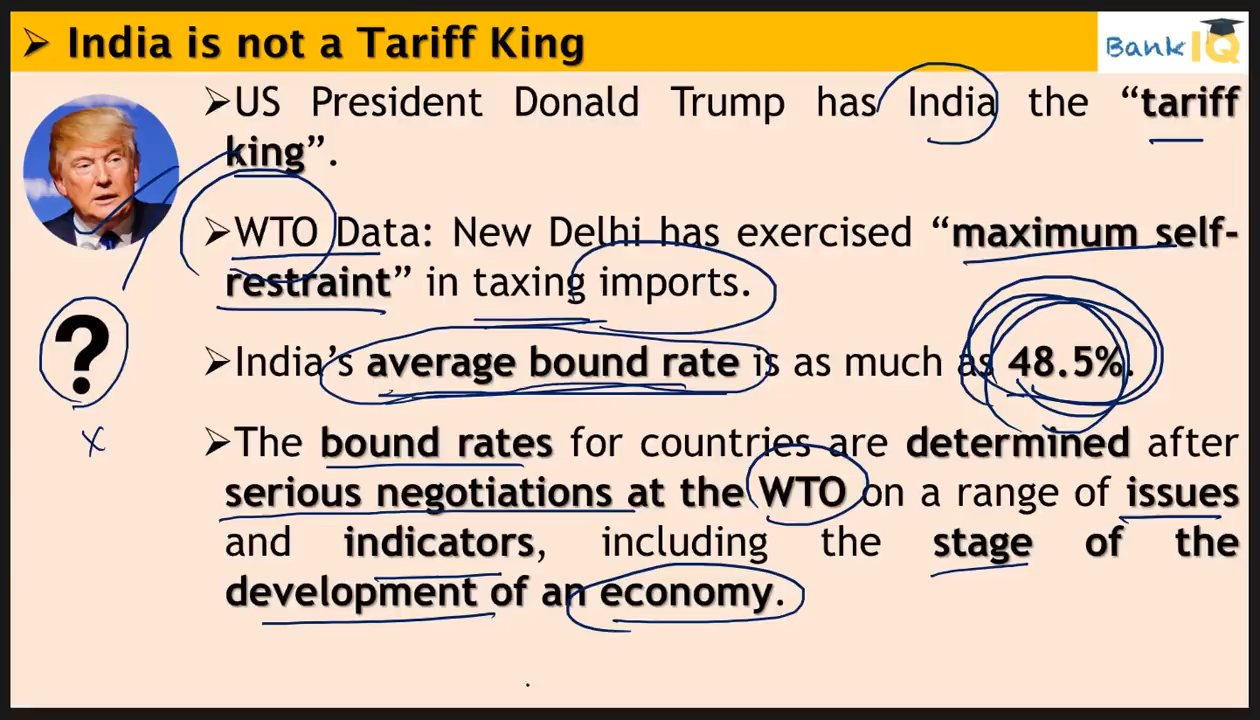 ➤ India is not a Tariff King
Bank IQ
➤US President Donald Trump has India the “tariff
king”.
➤WTO Data: New Delhi has exercised “maximum self-
restraint” in taxing imports.
?
➤India’s average bound rate is as much as 48.5%.
x
➤The bound rates for countries are determined after
serious negotiations at the WTO on a range of issues
and indicators, including the stage of the
development of an economy.